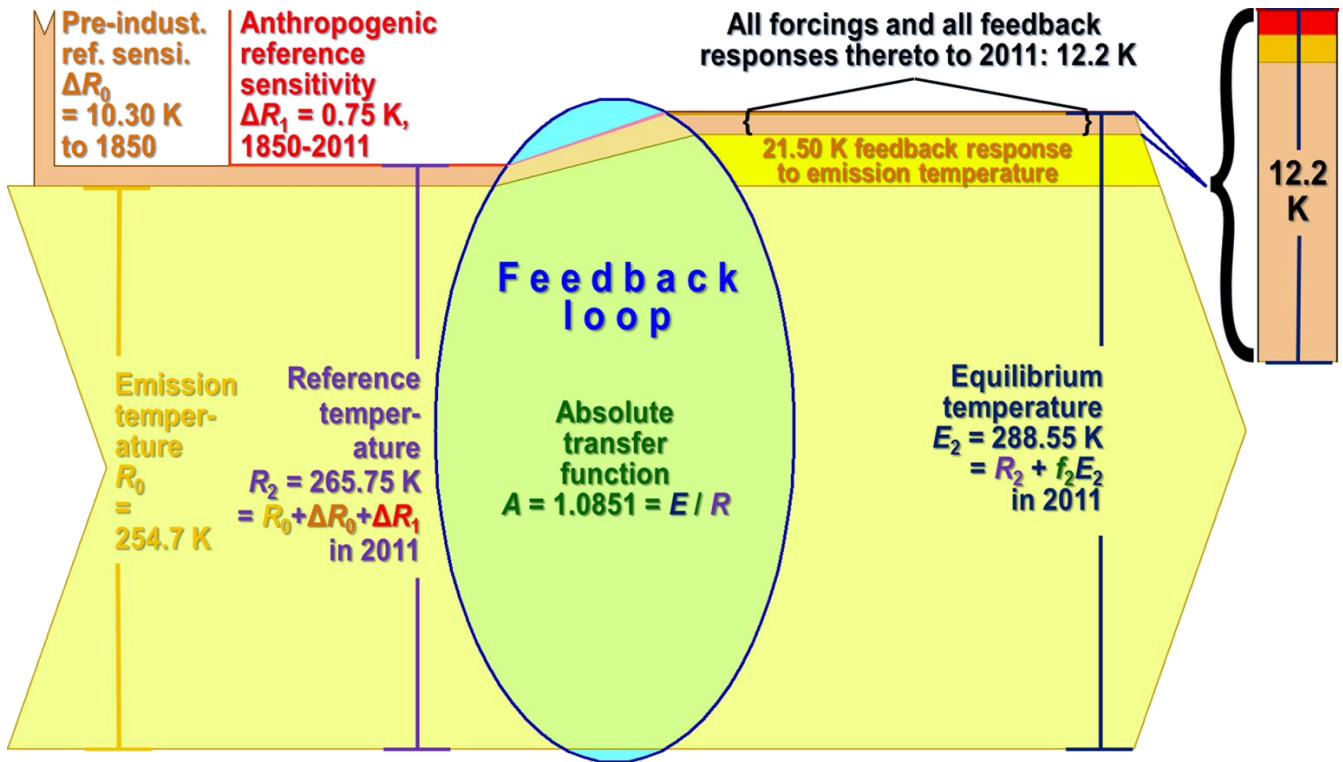 Pre-indust.
ref. sensi.
ΔR₀
= 10.30 K
to 1850
Anthropogenic
reference
sensitivity
ΔR₁ = 0.75 K,
1850-2011
All forcings and all feedback
responses thereto to 2011: 12.2 K
{ }
21.50 K feedback response
to emission temperature
12.2
K
Feedback
loop
Emission
temper-
ature
R₀
=
254.7 K
Reference
temper-
ature
R₂ = 265.75 K
= R₀+ΔR₀+ΔR₁
in 2011
Absolute
transfer
function
A = 1.0851 = E / R
Equilibrium
temperature
E₂ = 288.55 K
= R₂ + f₂E₂
in 2011